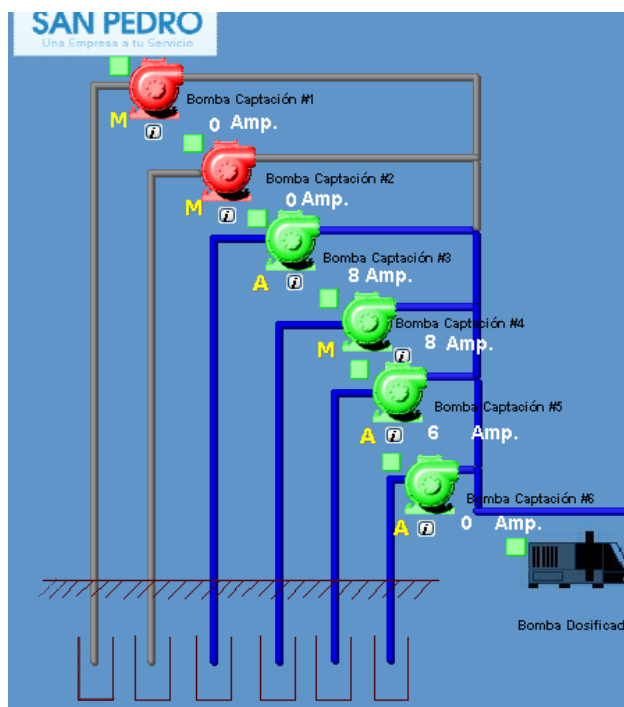 SAN PEDRO
Una Empresa a tu Servicio
Bomba Captación #1
M
i
0 Amp.
Bomba Captación #2
M
i
0 Amp.
Bomba Captación #3
A
i
8 Amp.
Bomba Captación #4
M
i
8 Amp.
Bomba Captación #5
A
i
6 Amp.
Bomba Captación #6
A
i
0 Amp.
Bomba Dosificad